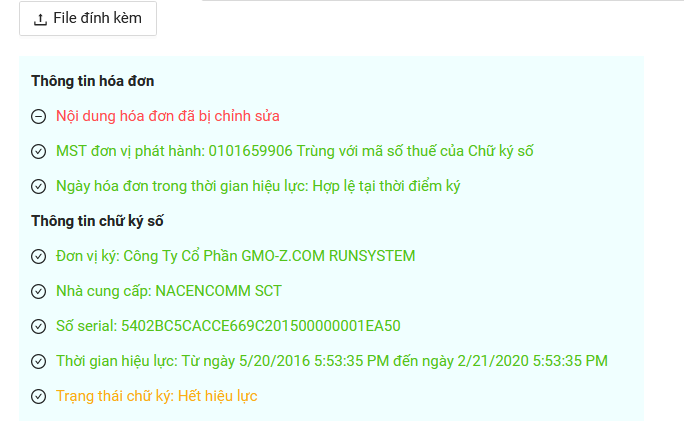 File đính kèm
Thông tin hóa đơn
Nội dung hóa đơn đã bị chỉnh sửa
MST đơn vị phát hành: 0101659906 Trùng với mã số thuế của Chữ ký số
Ngày hóa đơn trong thời gian hiệu lực: Hợp lệ tại thời điểm ký
Thông tin chữ ký số
Đơn vị ký: Công Ty Cổ Phần GMO-Z.COM RUNSYSTEM
Nhà cung cấp: NACENCOMM SCT
Số serial: 5402BC5CACCE669C201500000001EA50
Thời gian hiệu lực: Từ ngày 5/20/2016 5:53:35 PM đến ngày 2/21/2020 5:53:35 PM
Trạng thái chữ ký: Hết hiệu lực